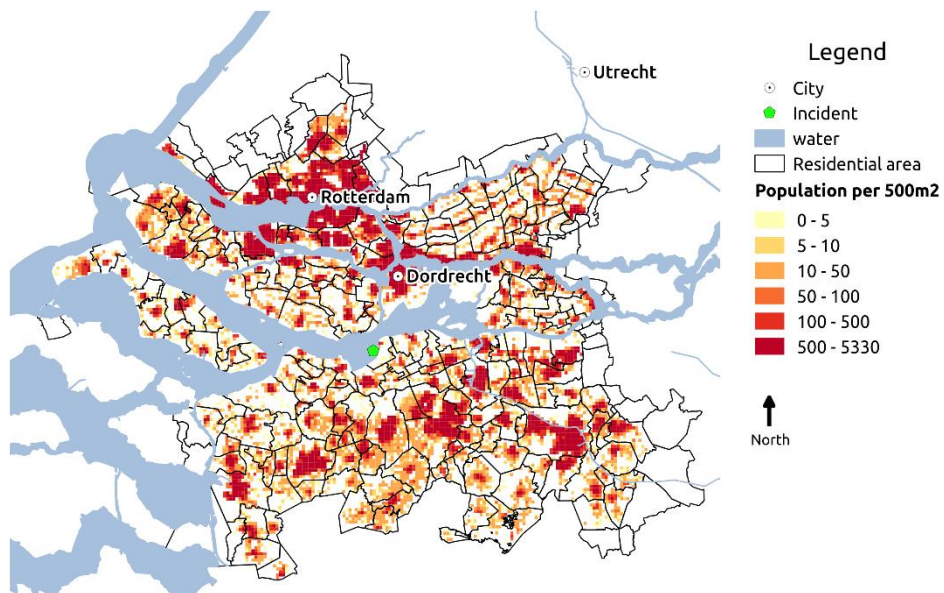 Utrecht
Rotterdam
Dordrecht
Legend
City
Incident
water
Residential area
Population per 500m2
0 - 5
5 - 10
10 - 50
50 - 100
100 - 500
500 - 5330
North